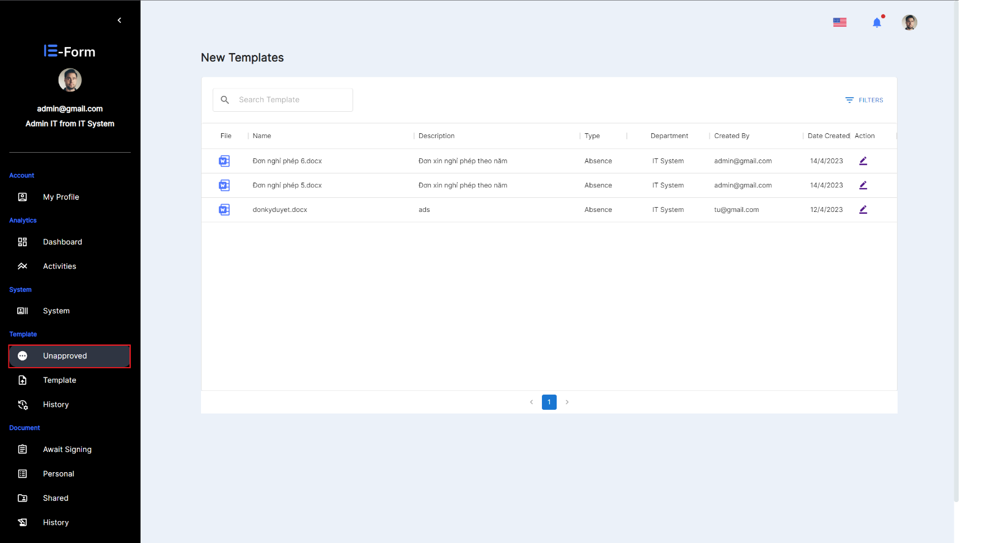 E-Form
admin@gmail.com
Admin IT from IT System
Account
My Profile
Analytics
Dashboard
Activities
System
System
Template
Unapproved
Template
History
Document
Await Signing
Personal
Shared
History
New Templates
Search Template
FILTERS
File Name Description Type Department Created By Date Created Action
W Đơn nghỉ phép 6.docx Đơn xin nghỉ phép theo năm Absence IT System admin@gmail.com 14/4/2023
W Đơn nghỉ phép 5.docx Đơn xin nghỉ phép theo năm Absence IT System admin@gmail.com 14/4/2023
W donkyduyet.docx ads Absence IT System tu@gmail.com 12/4/2023
1